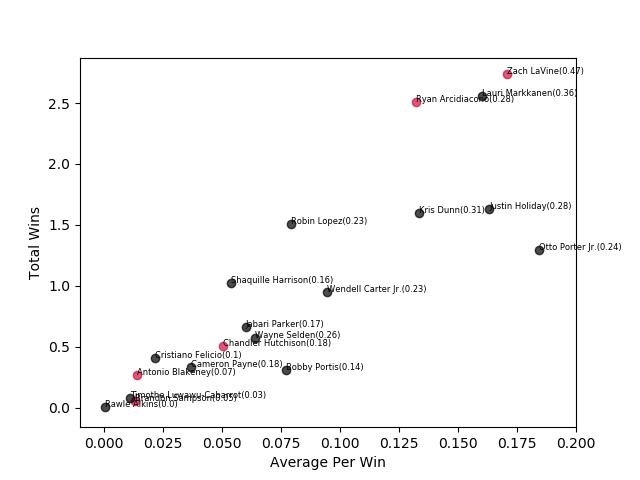 Zach LaVine(0.47)
Lauri Markkanen(0.36)
Ryan Arcidiacono(0.28)
2.5
2.0
Justin Holiday(0.28)
Kris Dunn(0.31)
Robin Lopez(0.23)
1.5
Otto Porter Jr.(0.24)
Shaquille Harrison(0.16)
Wendell Carter Jr.(0.23)
1.0
Jabari Parker(0.17)
Wayne Selden(0.26)
Chandler Hutchison(0.18)
0.5
Cristiano Felicio(0.1)
Cameron Payne(0.18)
Bobby Portis(0.14)
Antonio Blakeney(0.07)
Timothe Luwawu-Cabarrot(0.03)
Brandon Sampson(0.05)
Rawle Alkins(0.0)
0.0
Total Wins
0.000 0.025 0.050 0.075 0.100 0.125 0.150 0.175 0.200
Average Per Win